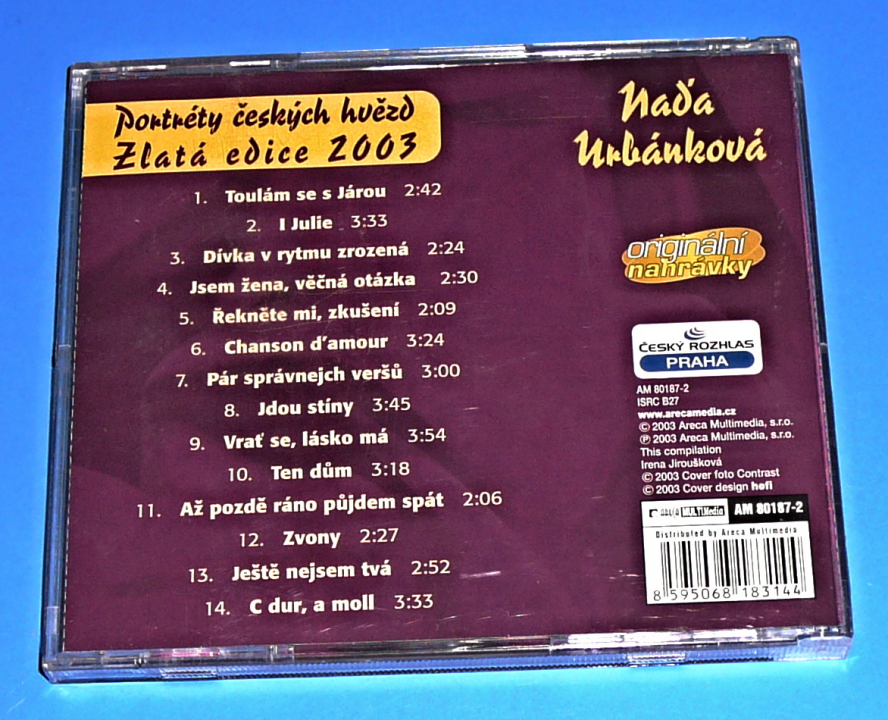 Portréty českých hvězd
Zlatá edice 2003
Naďa
Urbánková
1. Toulám se s Járou 2:42
2. I Julie 3:33
3. Dívka v rytmu zrozená 2:24
4. Jsem žena, věčná otázka 2:30
5. Řekněte mi, zkušení 2:09
6. Chanson d'amour 3:24
7. Pár správnejch veršů 3:00
8. Jdou stíny 3:45
9. Vrať se, lásko má 3:54
10. Ten dům 3:18
11. Až pozdě ráno půjdem spát 2:06
12. Zvony 2:27
13. Ještě nejsem tvá 2:52
14. C dur, a moll 3:33
originální
nahrávky
ČESKÝ ROZHLAS
PRAHA
AM 80187-2
ISRC B27
www.arecamedia.cz
© 2003 Areca Multimedia, s.r.o.
℗ 2003 Areca Multimedia, s.r.o.
This compilation
Irena Jiroušková
© 2003 Cover foto Contrast
© 2003 Cover design hefi
MULTIMedia AM 80187-2
Distributed by Areca Multimedia
8 595068 183144